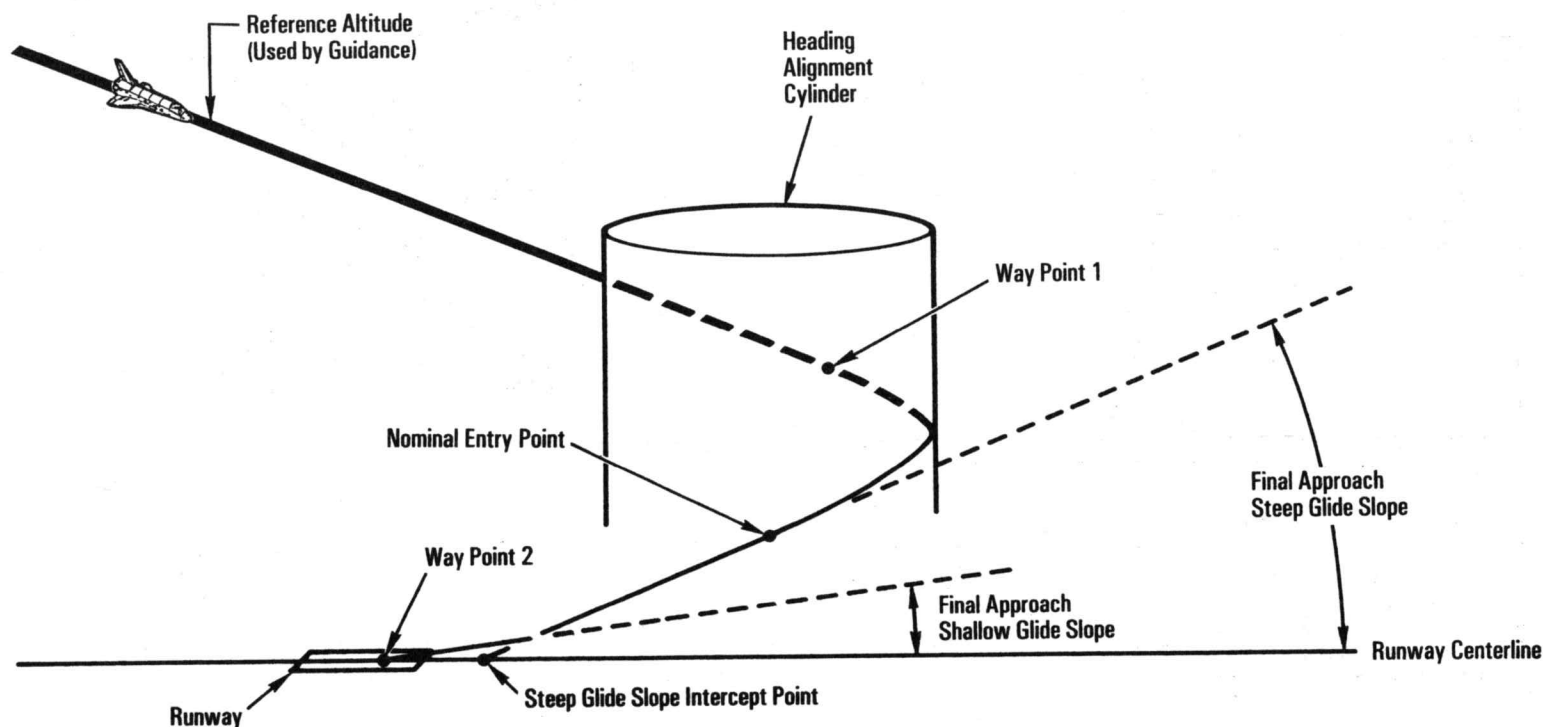 Reference Altitude
(Used by Guidance)
Heading
Alignment
Cylinder
Way Point 1
Nominal Entry Point
Final Approach
Steep Glide Slope
Way Point 2
Final Approach
Shallow Glide Slope
Runway Centerline
Steep Glide Slope Intercept Point
Runway